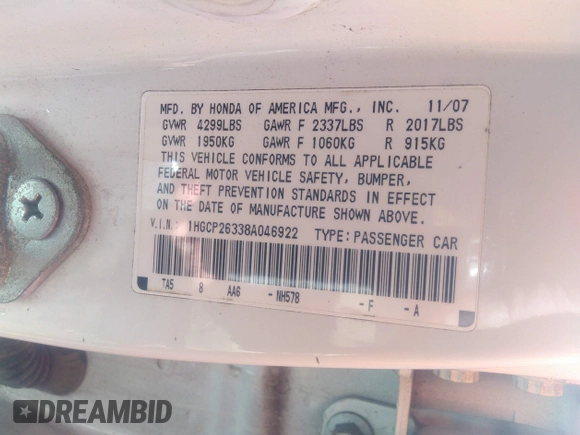 MFD. BY HONDA OF AMERICA MFG., INC. 11/07
GVWR 4299LBS GAWR F 2337LBS R 2017LBS
GVWR 1950KG GAWR F 1060KG R 915KG
THIS VEHICLE CONFORMS TO ALL APPLICABLE
FEDERAL MOTOR VEHICLE SAFETY, BUMPER,
AND THEFT PREVENTION STANDARDS IN EFFECT
ON THE DATE OF MANUFACTURE SHOWN ABOVE.
V.I.N.: 1HGCP26338A046922 TYPE: PASSENGER CAR
TA5 8 AA6 -NH578 -F -A
DREAMBID